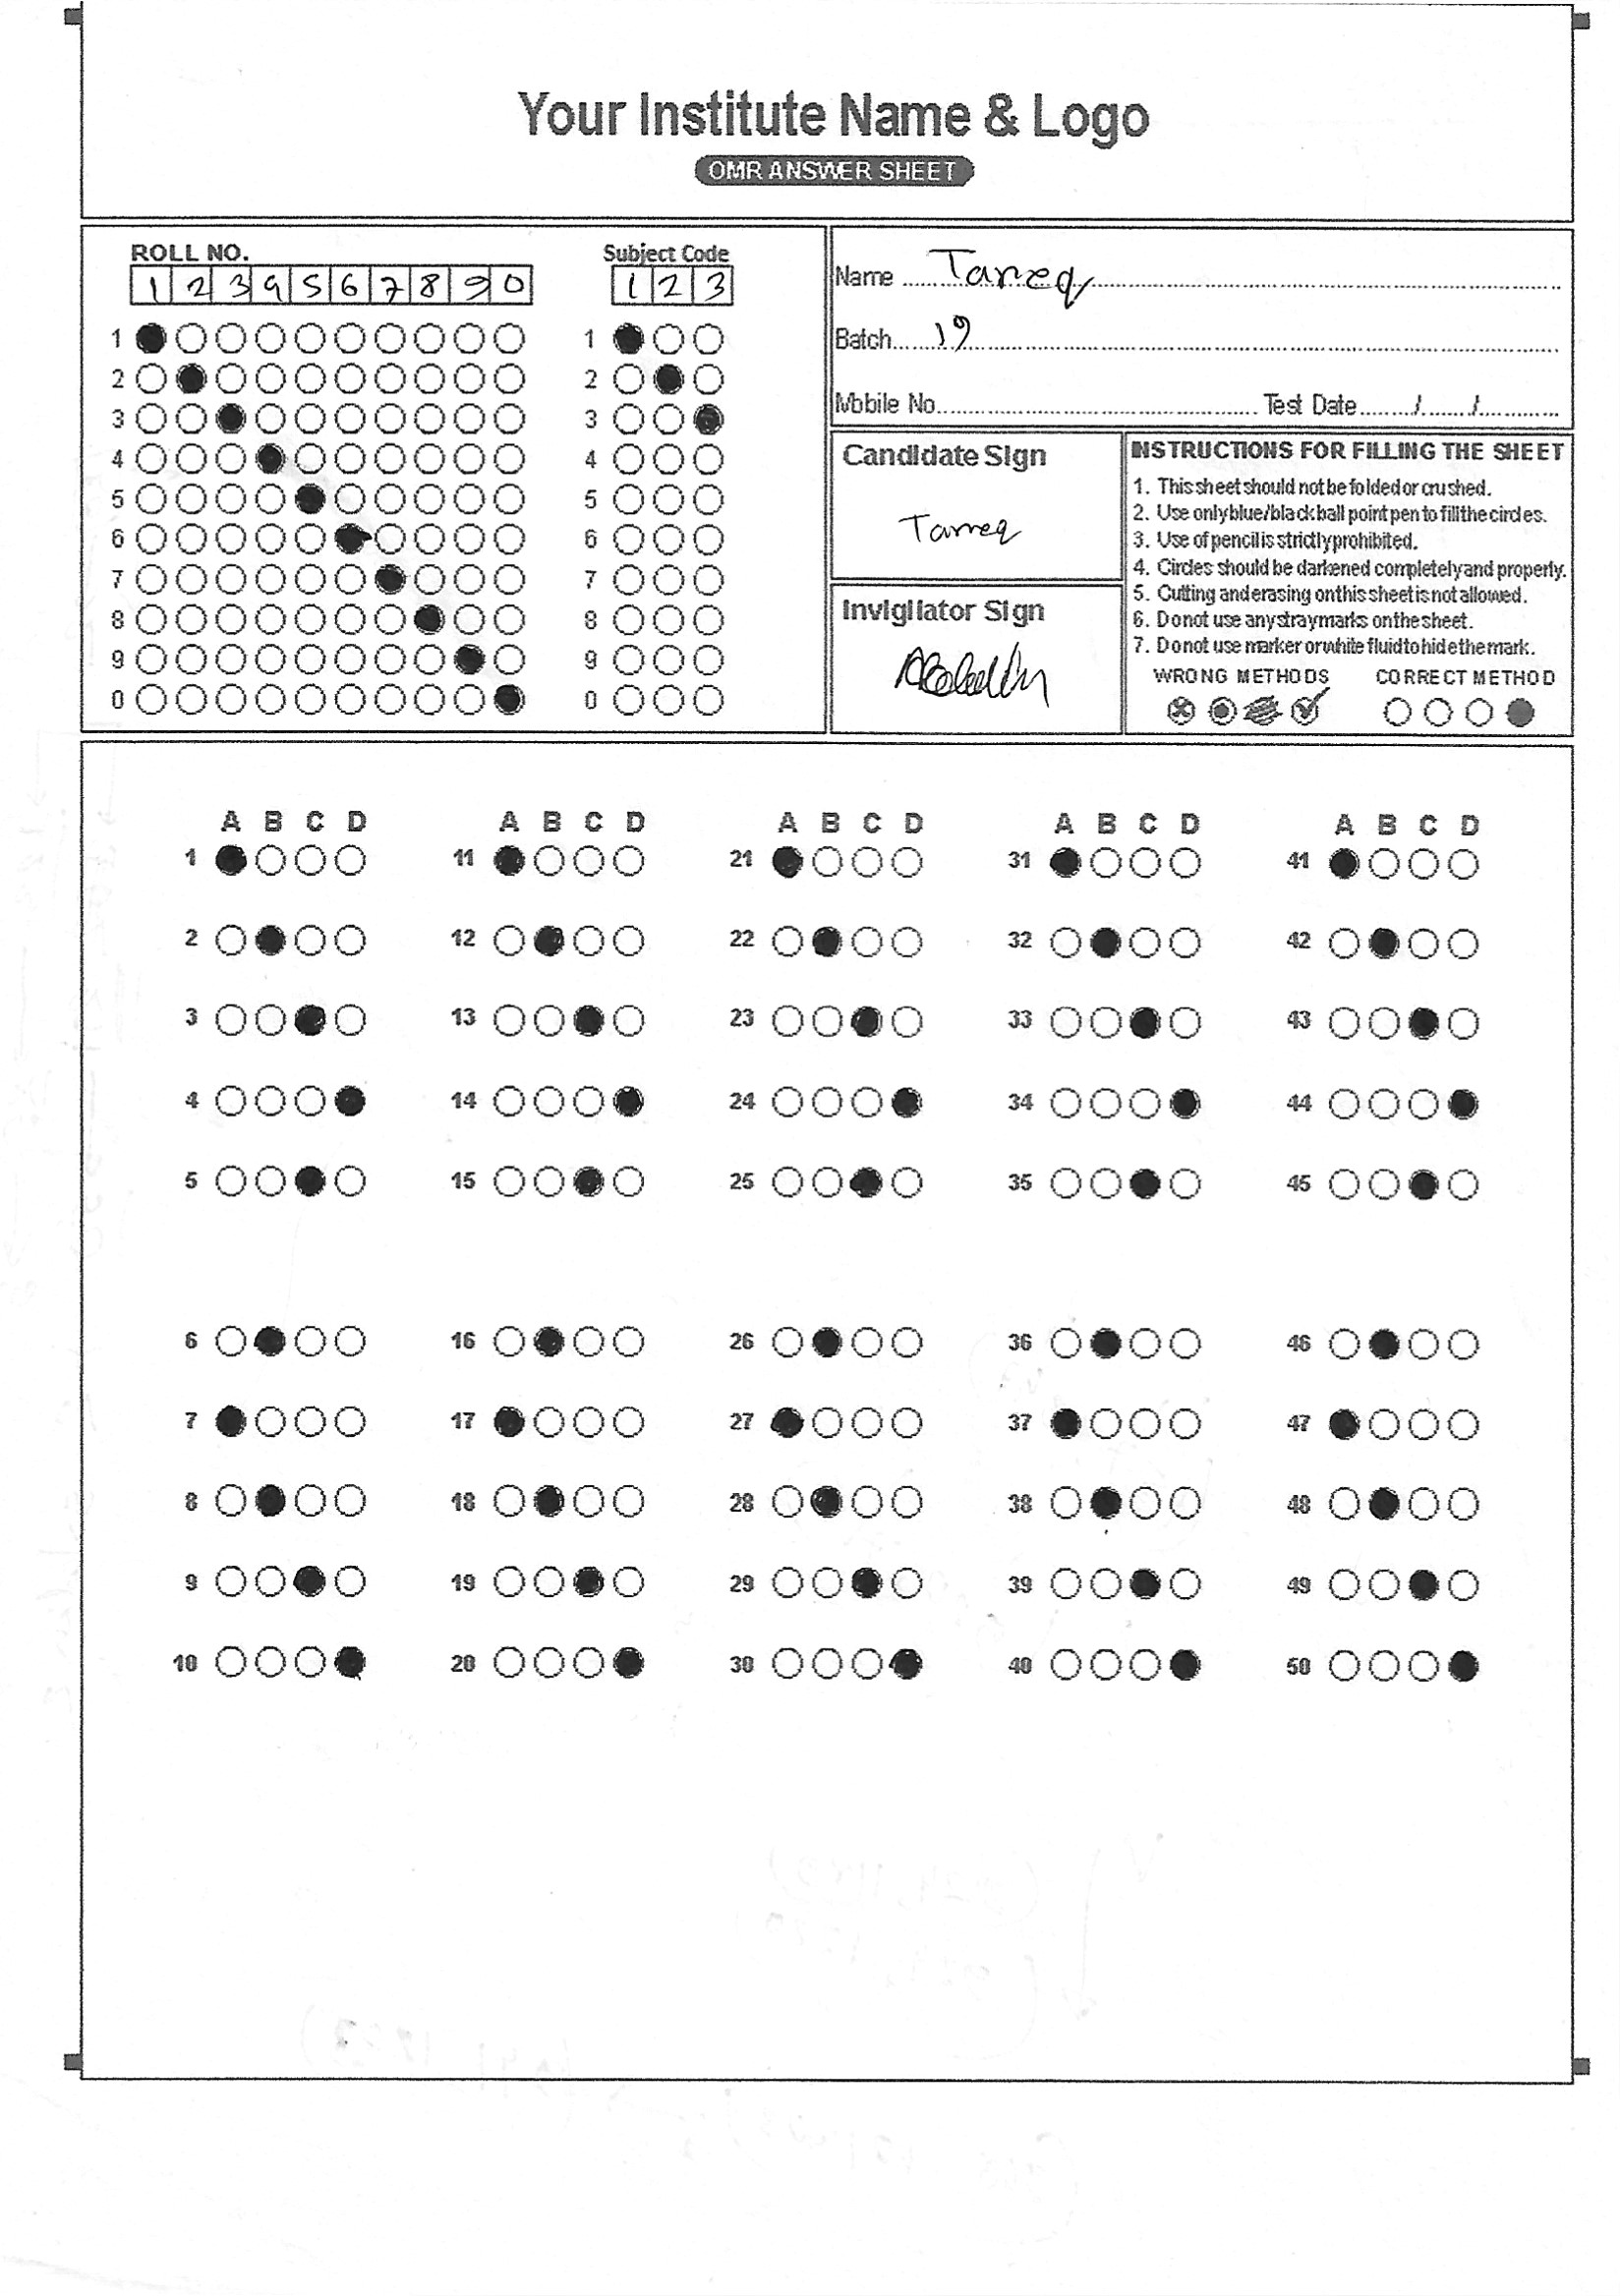 Your Institute Name & Logo
OMR ANSWER SHEET
ROLL NO.
1 2 3 4 5 6 7 8 9 0
1
2
3
4
5
6
7
8
9
0
Subject Code
1 2 3
1
2
3
4
5
6
7
8
9
0
Name Tareq
Batch 19
Mobile No. Test Date / /
Candidate Sign
Tareq
Invigilator Sign
INSTRUCTIONS FOR FILLING THE SHEET
1. This sheet should not be folded or crushed.
2. Use only blue/black ball point pen to fill the circles.
3. Use of pencil is strictly prohibited.
4. Circles should be darkened completely and properly.
5. Cutting and erasing on this sheet is not allowed.
6. Do not use any stray marks on the sheet.
7. Do not use marker or white fluid to hide the mark.
WRONG METHODS CORRECT METHOD
A B C D A B C D A B C D A B C D A B C D
1 11 21 31 41
2 12 22 32 42
3 13 23 33 43
4 14 24 34 44
5 15 25 35 45
6 16 26 36 46
7 17 27 37 47
8 18 28 38 48
9 19 29 39 49
10 20 30 40 50